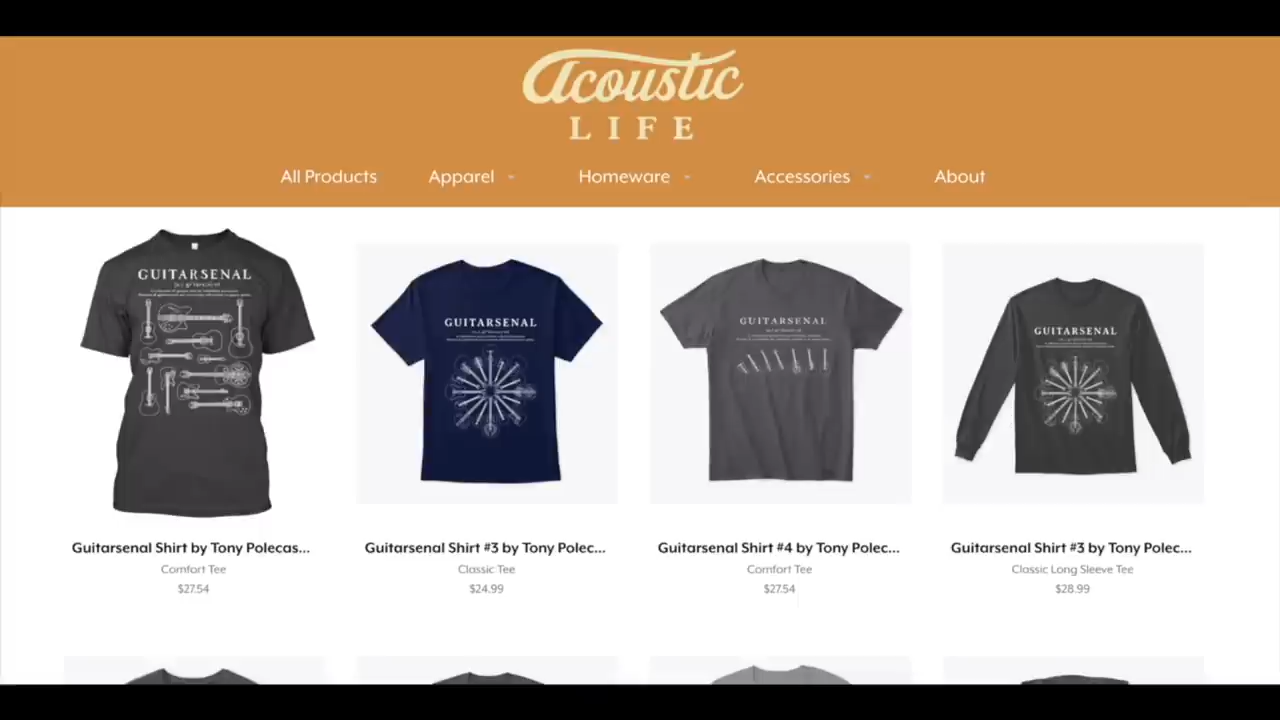 Acoustic
LIFE
All Products
Apparel
Homeware
Accessories
About
GUITARSENAL
GUITARSENAL
GUITARSENAL
GUITARSENAL
Guitarsenal Shirt by Tony Polecas...
Comfort Tee
$27.54
Guitarsenal Shirt #3 by Tony Polec...
Classic Tee
$24.99
Guitarsenal Shirt #4 by Tony Polec...
Comfort Tee
$27.54
Guitarsenal Shirt #3 by Tony Polec...
Classic Long Sleeve Tee
$28.99